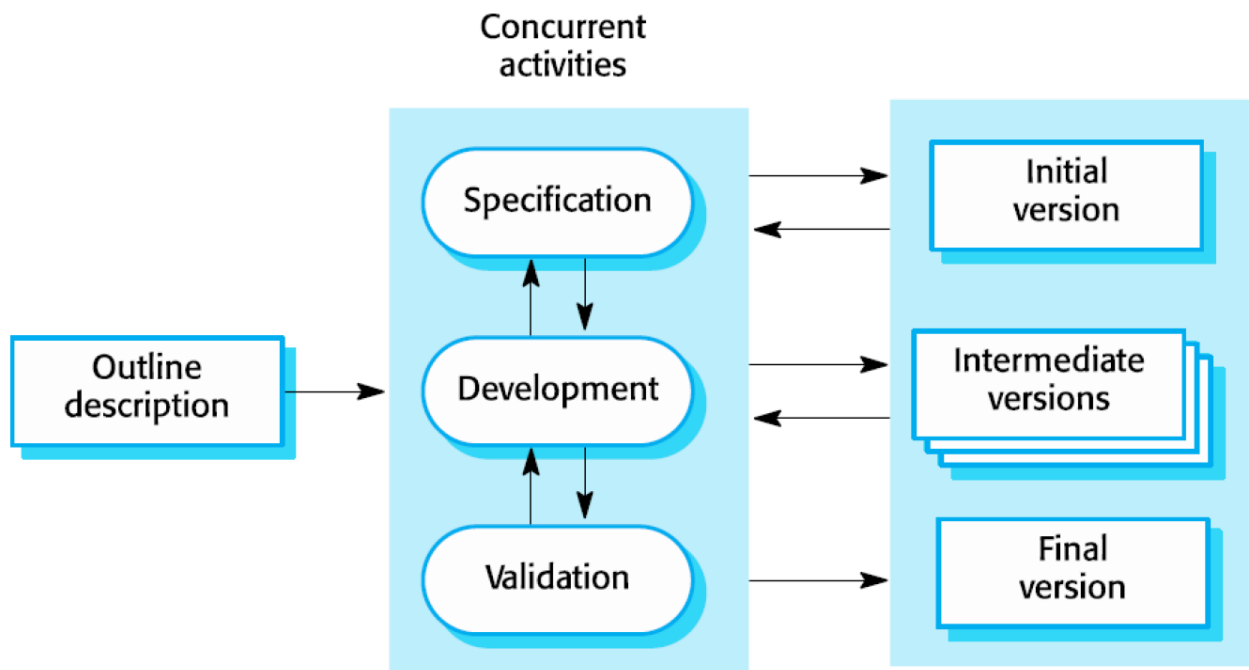 Concurrent
activities
Specification
Initial
version
Outline
description
Development
Intermediate
versions
Validation
Final
version